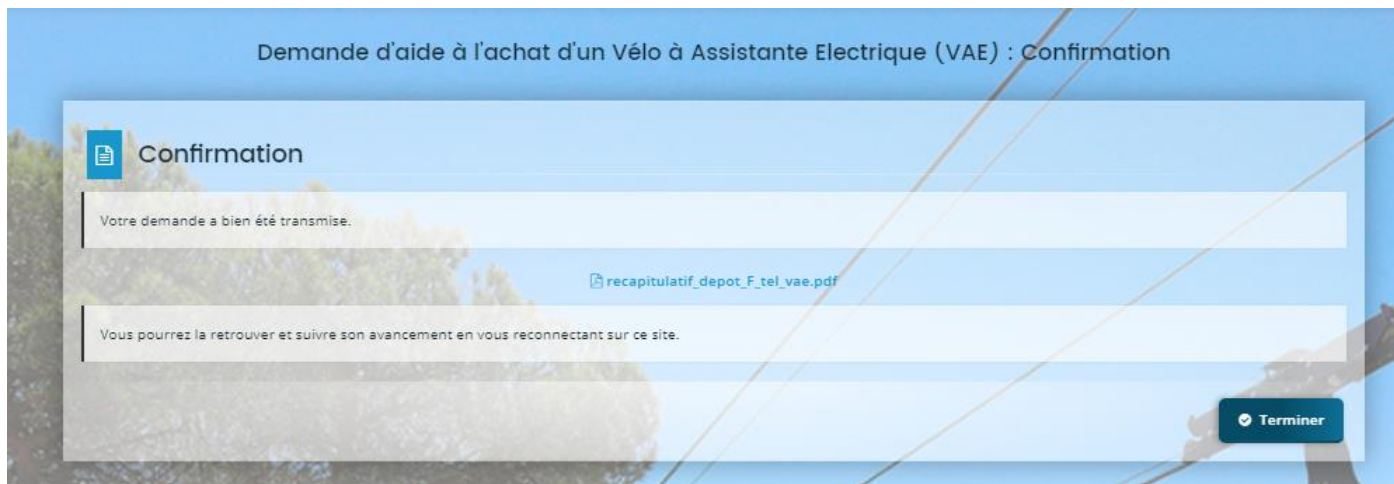 Demande d'aide à l'achat d'un Vélo à Assistante Electrique (VAE) : Confirmation
Confirmation
Votre demande a bien été transmise.
recapitulatif_depot_F_tel_vae.pdf
Vous pourrez la retrouver et suivre son avancement en vous reconnectant sur ce site.
Terminer